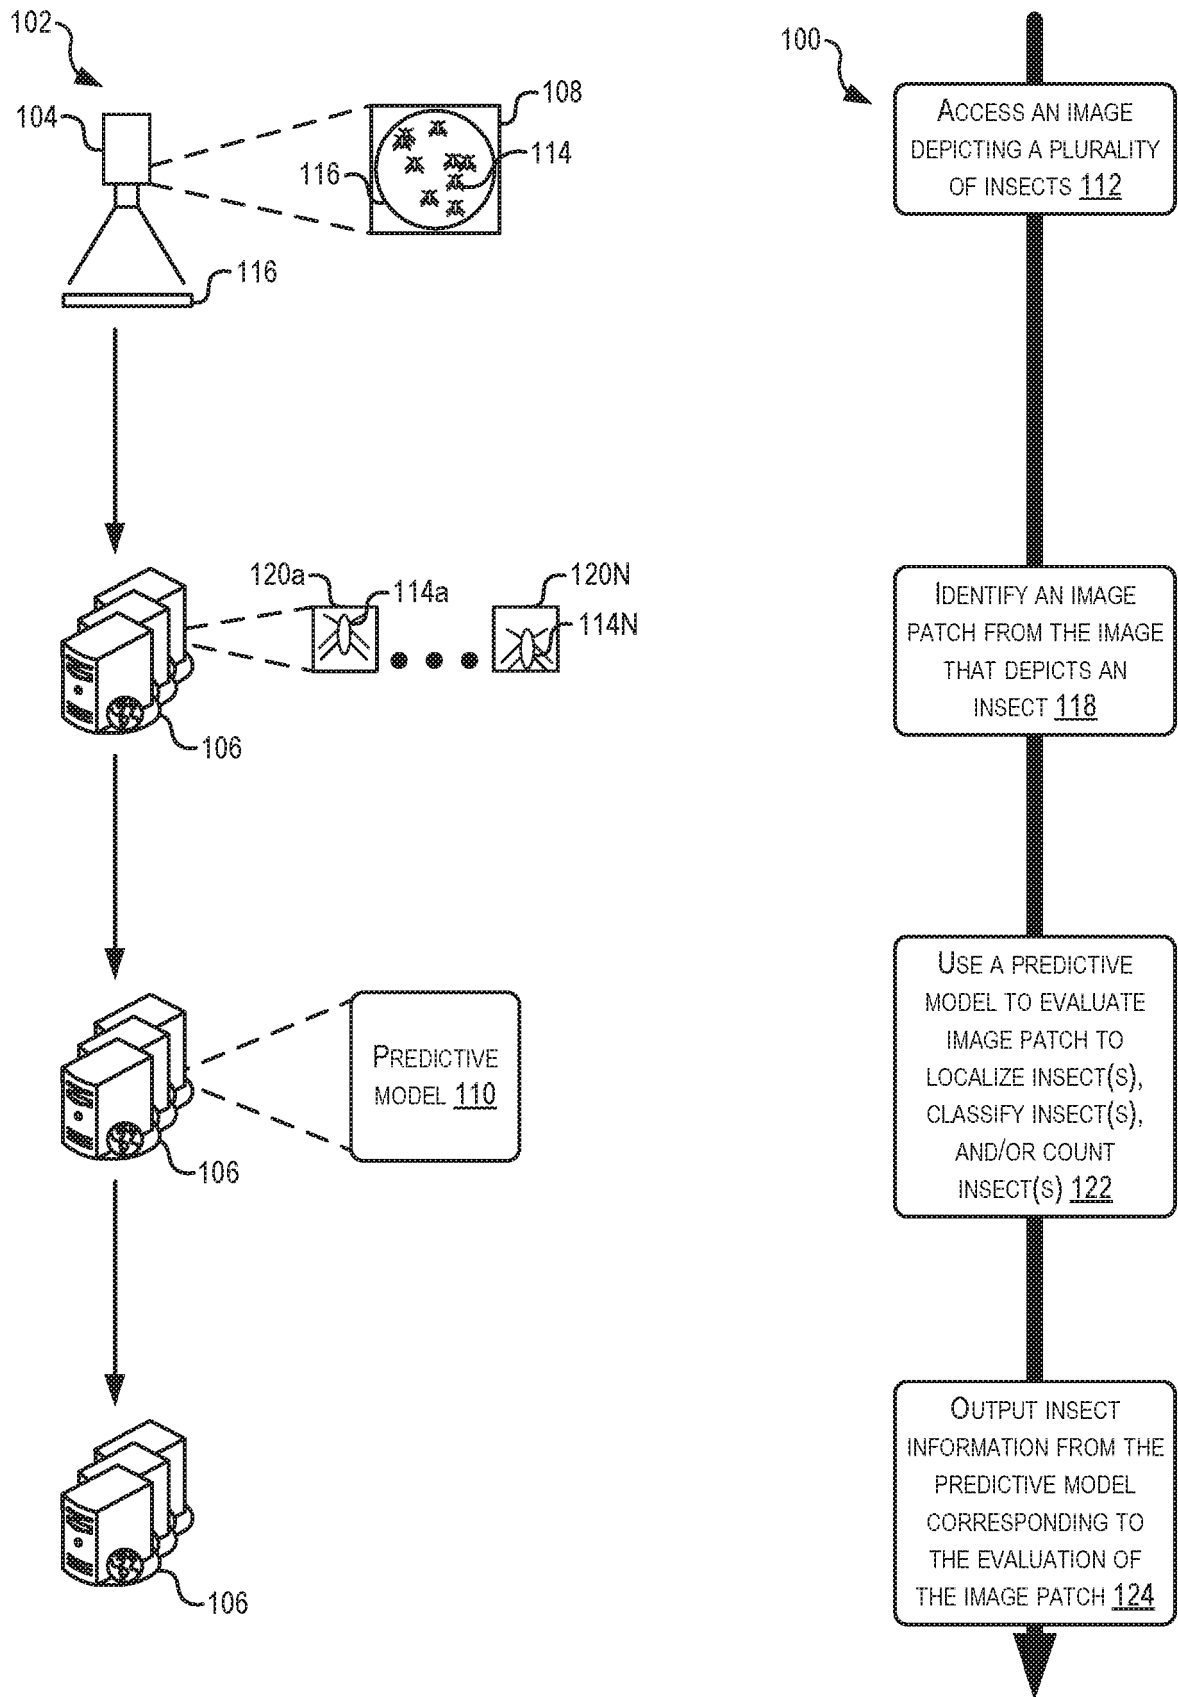 102
104
108
114
116
116
100
ACCESS AN IMAGE
DEPICTING A PLURALITY
OF INSECTS 112
120a
114a
120N
114N
106
IDENTIFY AN IMAGE
PATCH FROM THE IMAGE
THAT DEPICTS AN
INSECT 118
PREDICTIVE
MODEL 110
106
USE A PREDICTIVE
MODEL TO EVALUATE
IMAGE PATCH TO
LOCALIZE INSECT(S),
CLASSIFY INSECT(S),
AND/OR COUNT
INSECT(S) 122
106
OUTPUT INSECT
INFORMATION FROM THE
PREDICTIVE MODEL
CORRESPONDING TO
THE EVALUATION OF
THE IMAGE PATCH 124